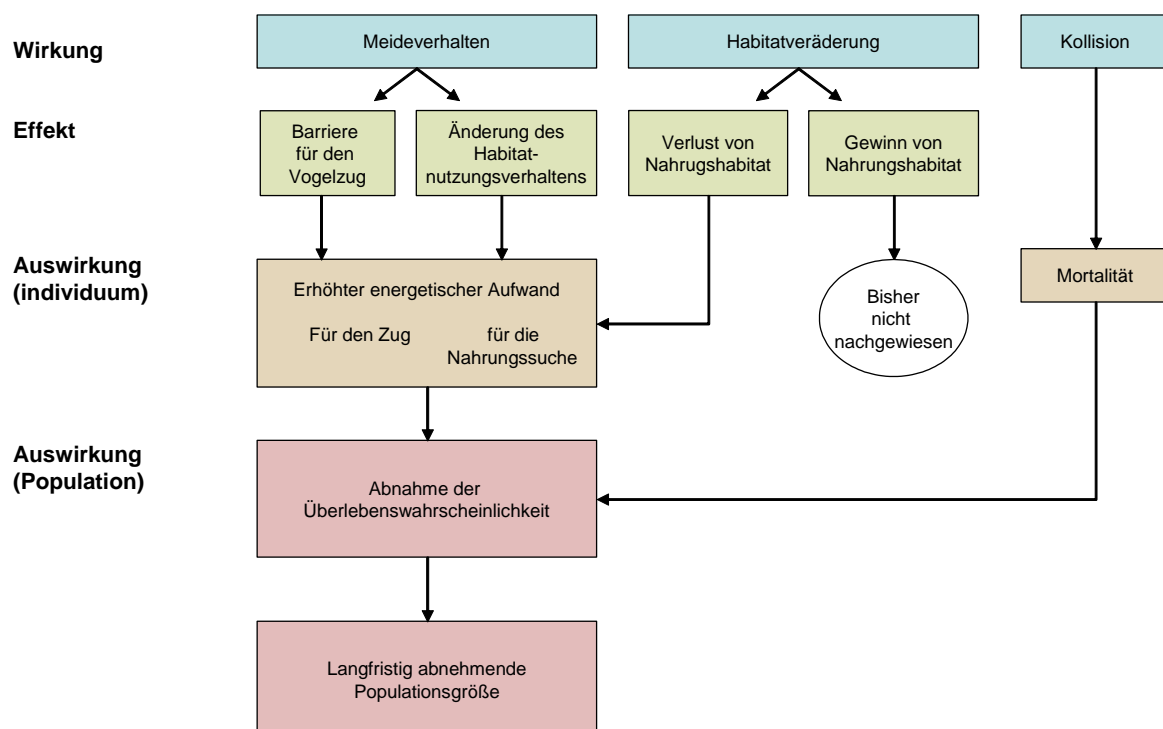 Wirkung
Meideverhalten
Habitatveräderung
Kollision
Effekt
Barriere
für den
Vogelzug
Änderung des
Habitat-
nutzungsverhaltens
Verlust von
Nahrugshabitat
Gewinn von
Nahrungshabitat
Auswirkung
(individuum)
Erhöhter energetischer Aufwand
Für den Zug
für die
Nahrungssuche
Bisher
nicht
nachgewiesen
Mortalität
Auswirkung
(Population)
Abnahme der
Überlebenswahrscheinlichkeit
Langfristig abnehmende
Populationsgröße